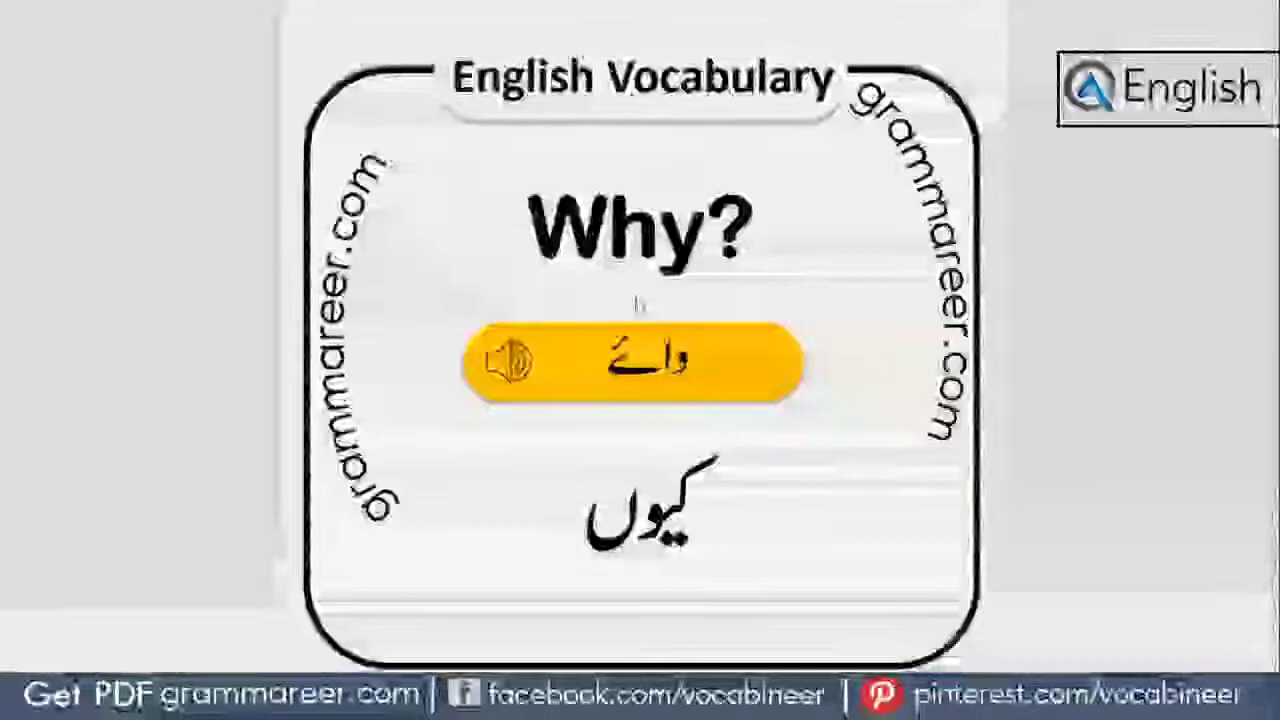 English Vocabulary
English
grammareer.com
grammareer.com
Why?
وائے
کیوں
Get PDF grammareer.com | facebook.com/vocabineer | pinterest.com/vocabineer